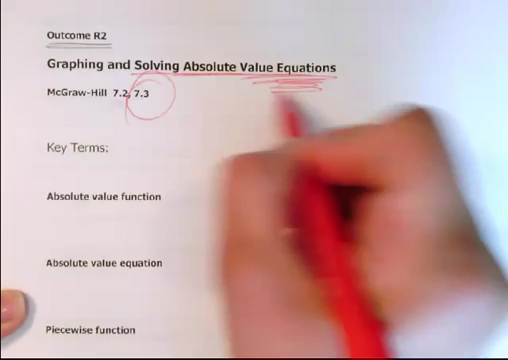 Outcome R2
Graphing and Solving Absolute Value Equations
McGraw-Hill 7.2, 7.3
Key Terms:
Absolute value function
Absolute value equation
Piecewise function